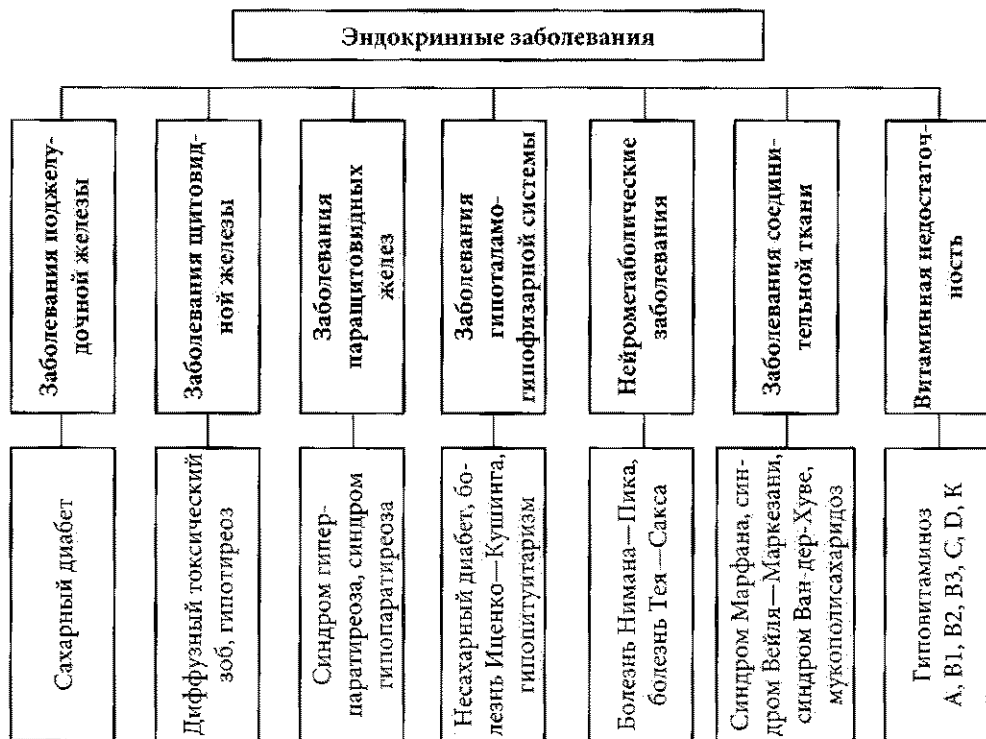 Эндокринные заболевания
Заболевания поджелу-
дочной железы
Сахарный диабет
Заболевания щитовид-
ной железы
Диффузный токсический
зоб, гипотиреоз
Заболевания
паращитовидных
желез
Синдром гипер-
паратиреоза, синдром
гипопаратиреоза
Заболевания
гипоталамо-
гипофизарной системы
Несахарный диабет, бо-
лезнь Иценко—Кушинга,
гипопитуитаризм
Нейрометаболические
заболевания
Болезнь Нимана—Пика,
болезнь Тея—Сакса
Заболевания соедини-
тельной ткани
Синдром Марфана, син-
дром Вейля—Маркезани,
синдром Ван-дер-Хуве,
мукополисахаридоз
Витаминная недостаточ-
ность
Гиповитаминоз
A, B1, B2, B3, C, D, K